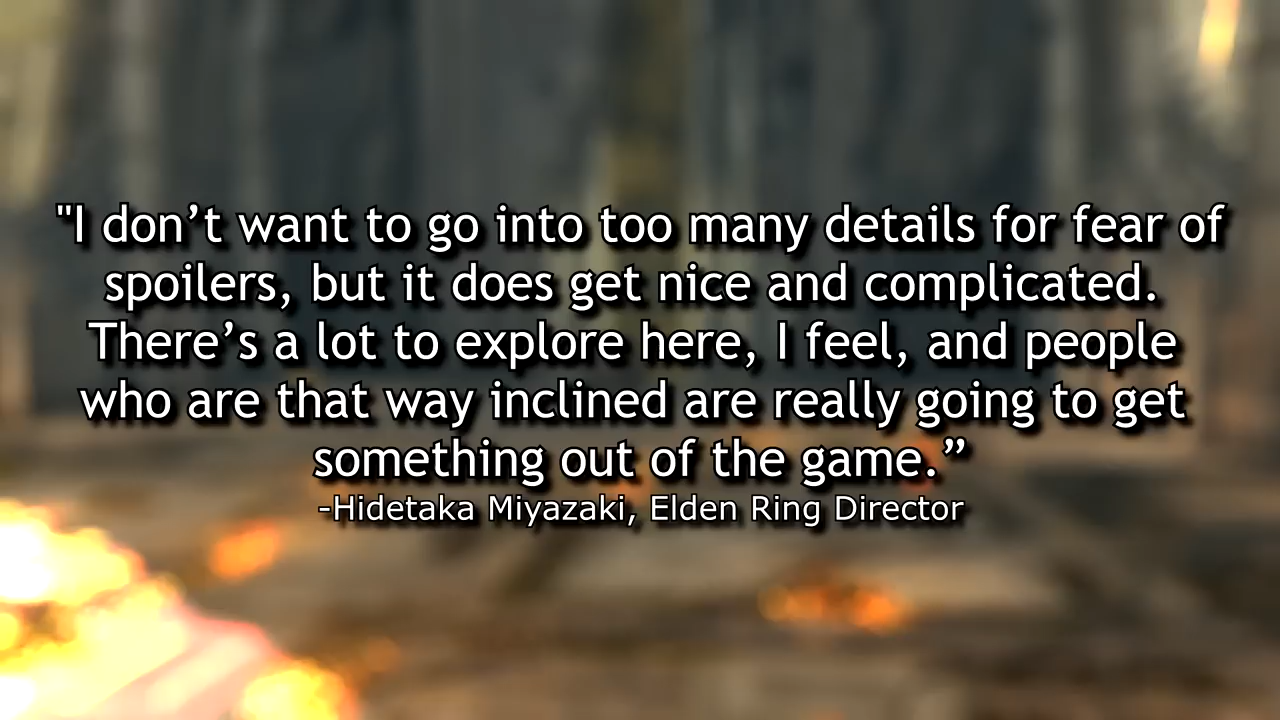 "I don’t want to go into too many details for fear of
spoilers, but it does get nice and complicated.
There’s a lot to explore here, I feel, and people
who are that way inclined are really going to get
something out of the game.”
-Hidetaka Miyazaki, Elden Ring Director